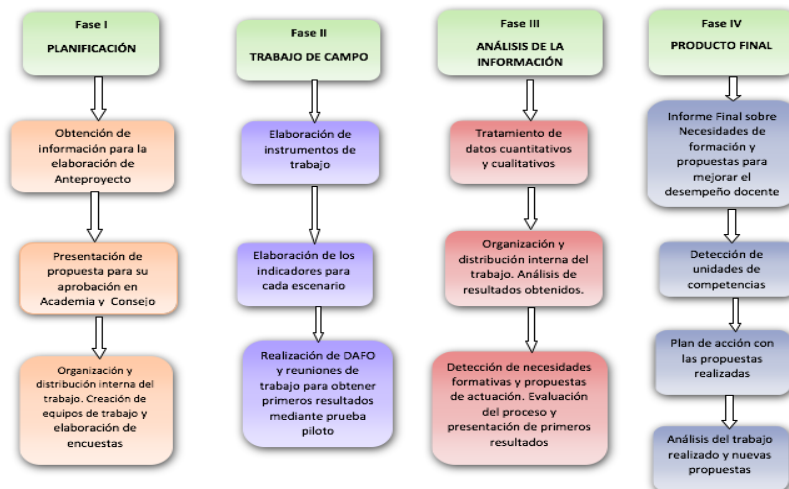 Fase I
PLANIFICACIÓN
Obtención de
información para la
elaboración de
Anteproyecto
Presentación de
propuesta para su
aprobación en
Academia y Consejo
Organización y
distribución interna del
trabajo. Creación de
equipos de trabajo y
elaboración de
encuestas
Fase II
TRABAJO DE CAMPO
Elaboración de
instrumentos de
trabajo
Elaboración de los
indicadores para
cada escenario
Realización de DAFO
y reuniones de
trabajo para obtener
primeros resultados
mediante prueba
piloto
Fase III
ANÁLISIS DE LA
INFORMACIÓN
Tratamiento de
datos cuantitativos
y cualitativos
Organización y
distribución interna del
trabajo. Análisis de
resultados obtenidos.
Detección de necesidades
formativas y propuestas
de actuación. Evaluación
del proceso y
presentación de primeros
resultados
Fase IV
PRODUCTO FINAL
Informe Final sobre
Necesidades de
formación y
propuestas para
mejorar el
desempeño docente
Detección de
unidades de
competencias
Plan de acción con
las propuestas
realizadas
Análisis del trabajo
realizado y nuevas
propuestas